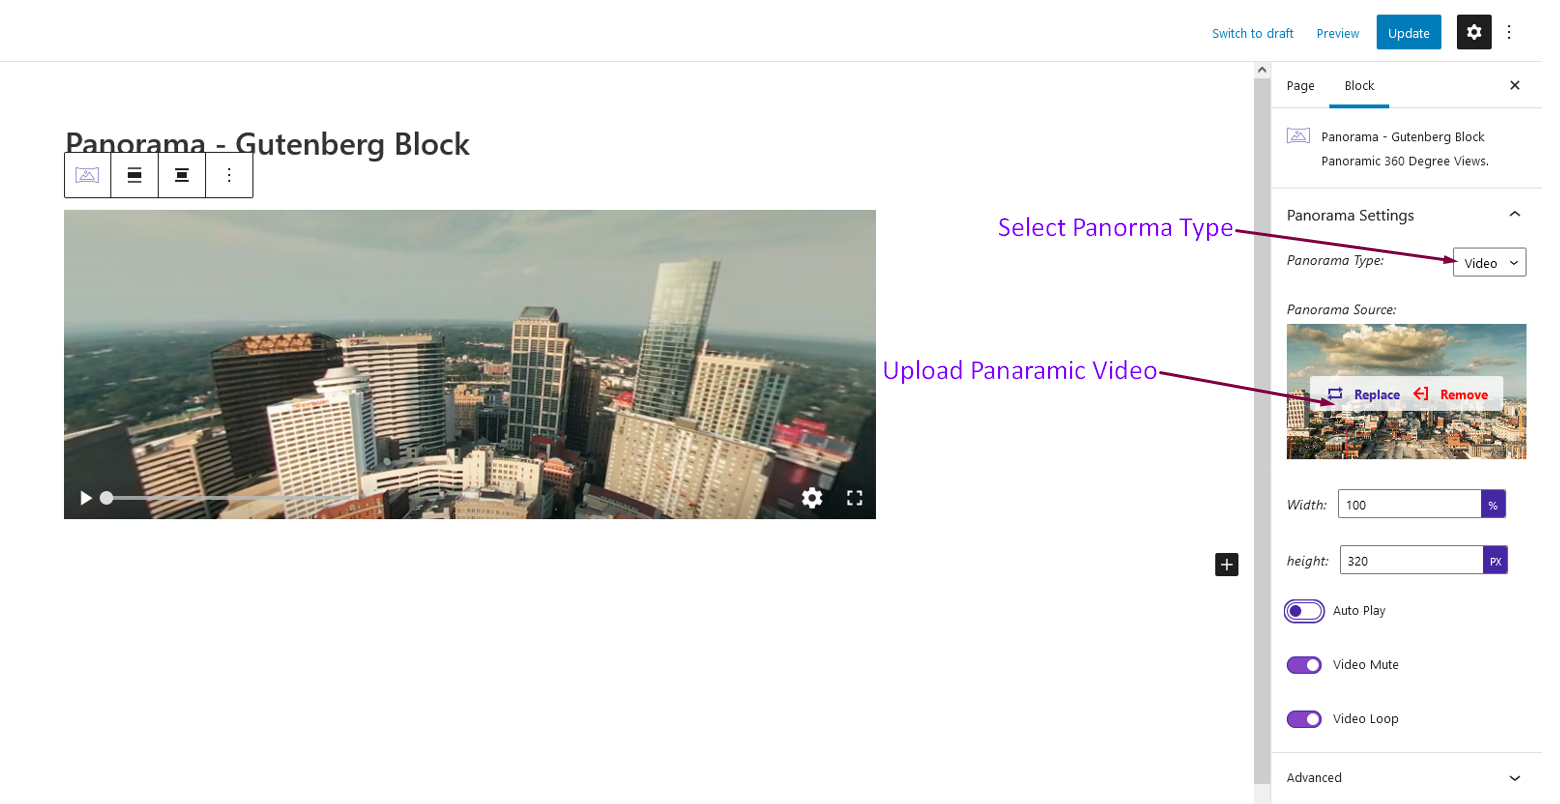 Switch to draft Preview Update
Page Block
Panorama - Gutenberg Block
Panorama - Gutenberg Block
Panoramic 360 Degree Views.
Panorama Settings
Select Panorma Type
Panorama Type: Video
Panorama Source:
Upload Panaramic Video
Replace Remove
Width: 100 %
height: 320 PX
Auto Play
Video Mute
Video Loop
Advanced